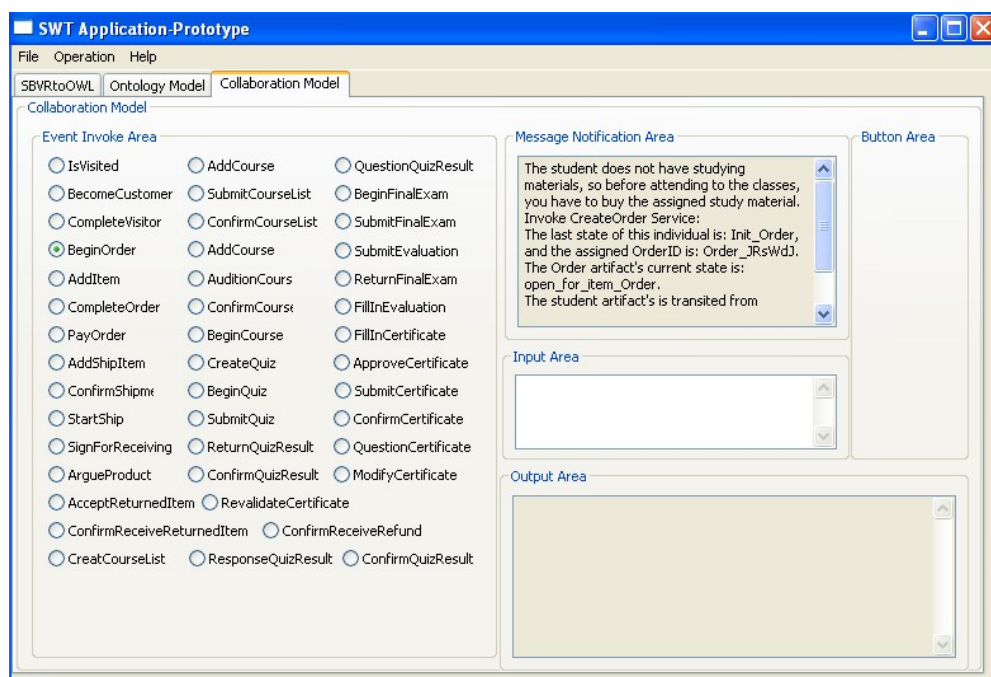 SWT Application-Prototype
File Operation Help
SBVRtoOWL Ontology Model Collaboration Model
Collaboration Model
Event Invoke Area
IsVisited AddCourse QuestionQuizResult
BecomeCustomer SubmitCourseList BeginFinalExam
CompleteVisitor ConfirmCourseList SubmitFinalExam
BeginOrder AddCourse SubmitEvaluation
AddItem AuditionCours ReturnFinalExam
CompleteOrder ConfirmCourse FillInEvaluation
PayOrder BeginCourse FillInCertificate
AddShipItem CreateQuiz ApproveCertificate
ConfirmShipme BeginQuiz SubmitCertificate
StartShip SubmitQuiz ConfirmCertificate
SignForReceiving ReturnQuizResult QuestionCertificate
ArgueProduct ConfirmQuizResult ModifyCertificate
AcceptReturnedItem RevalidateCertificate
ConfirmReceiveReturnedItem ConfirmReceiveRefund
CreatCourseList ResponseQuizResult ConfirmQuizResult
Message Notification Area
The student does not have studying
materials, so before attending to the classes,
you have to buy the assigned study material.
Invoke CreateOrder Service:
The last state of this individual is: Init_Order,
and the assigned OrderID is: Order_JRsWdJ.
The Order artifact's current state is:
open_for_item_Order.
The student artifact's is transited from
Button Area
Input Area
Output Area